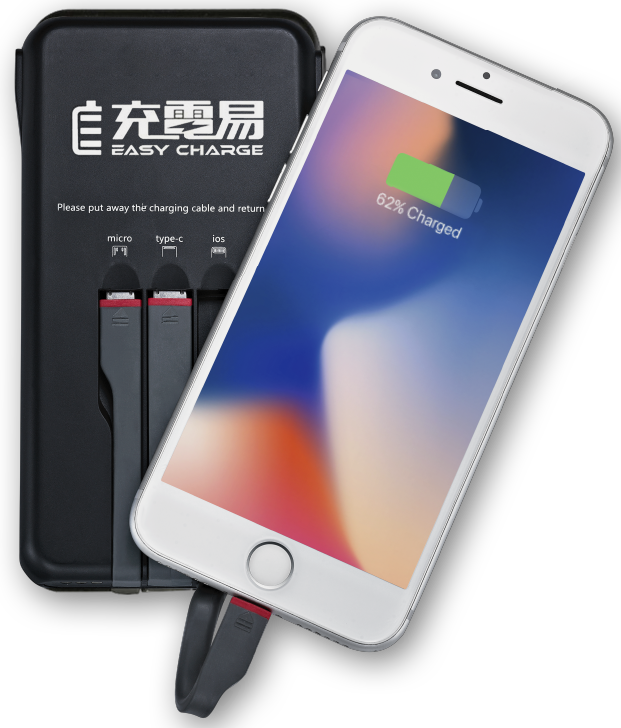 充電易
EASY CHARGE
Please put away the charging cable and return
micro
type-c
ios
62% Charged